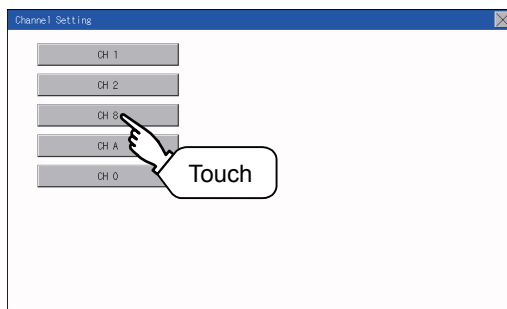 Channel Setting
CH 1
CH 2
CH 8
CH A
CH 0
Touch